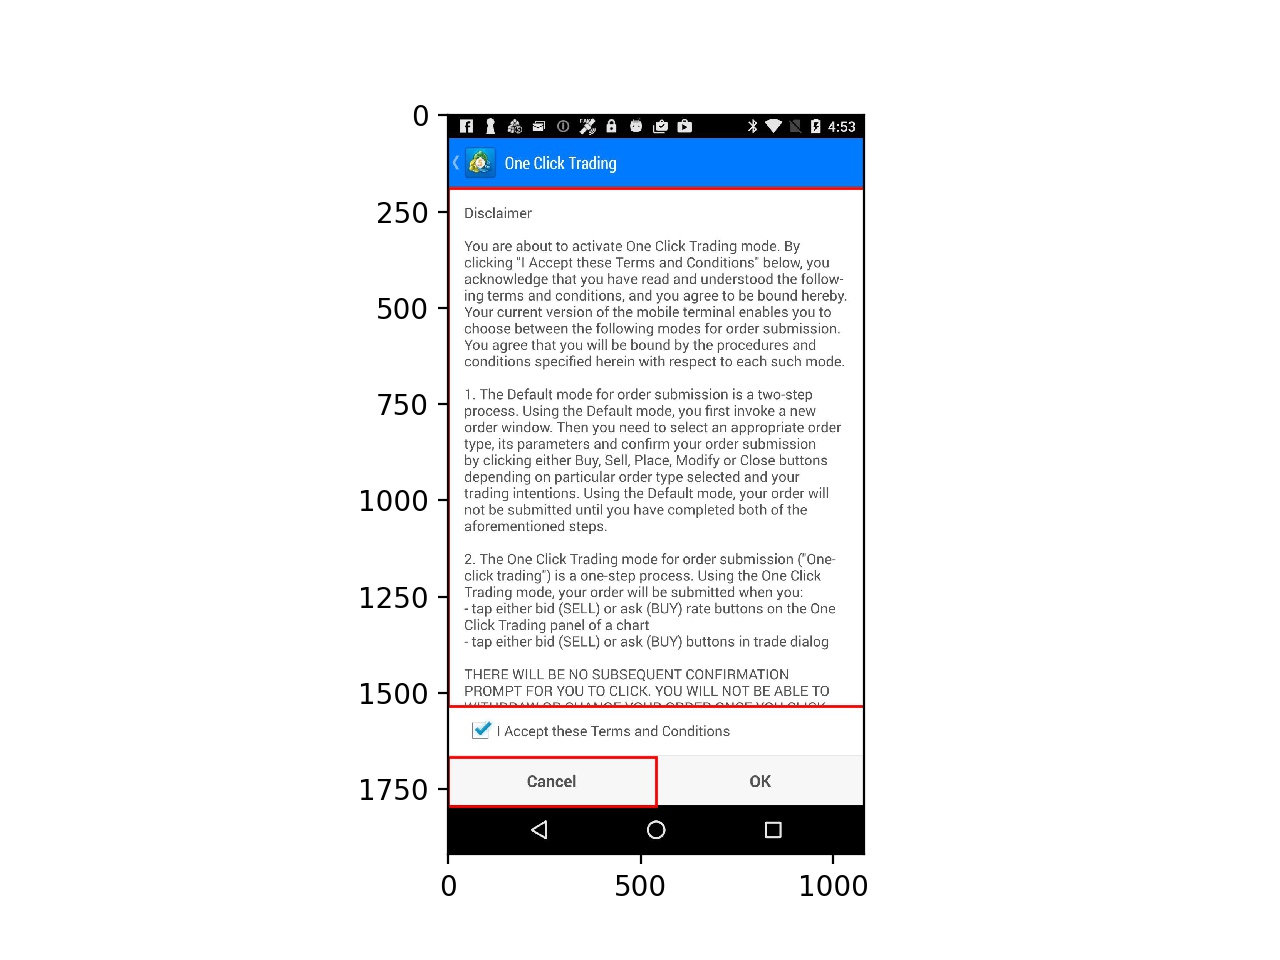 0
250
500
750
1000
1250
1500
1750
0
500
1000
4:53
One Click Trading
Disclaimer
You are about to activate One Click Trading mode. By
clicking "I Accept these Terms and Conditions" below, you
acknowledge that you have read and understood the follow-
ing terms and conditions, and you agree to be bound hereby.
Your current version of the mobile terminal enables you to
choose between the following modes for order submission.
You agree that you will be bound by the procedures and
conditions specified herein with respect to each such mode.
1. The Default mode for order submission is a two-step
process. Using the Default mode, you first invoke a new
order window. Then you need to select an appropriate order
type, its parameters and confirm your order submission
by clicking either Buy, Sell, Place, Modify or Close buttons
depending on particular order type selected and your
trading intentions. Using the Default mode, your order will
not be submitted until you have completed both of the
aforementioned steps.
2. The One Click Trading mode for order submission ("One-
click trading") is a one-step process. Using the One Click
Trading mode, your order will be submitted when you:
- tap either bid (SELL) or ask (BUY) rate buttons on the One
Click Trading panel of a chart
- tap either bid (SELL) or ask (BUY) buttons in trade dialog
THERE WILL BE NO SUBSEQUENT CONFIRMATION
PROMPT FOR YOU TO CLICK. YOU WILL NOT BE ABLE TO
WITHDRAW OR CHANGE YOUR ORDER ONCE YOU CLICK
I Accept these Terms and Conditions
Cancel
OK